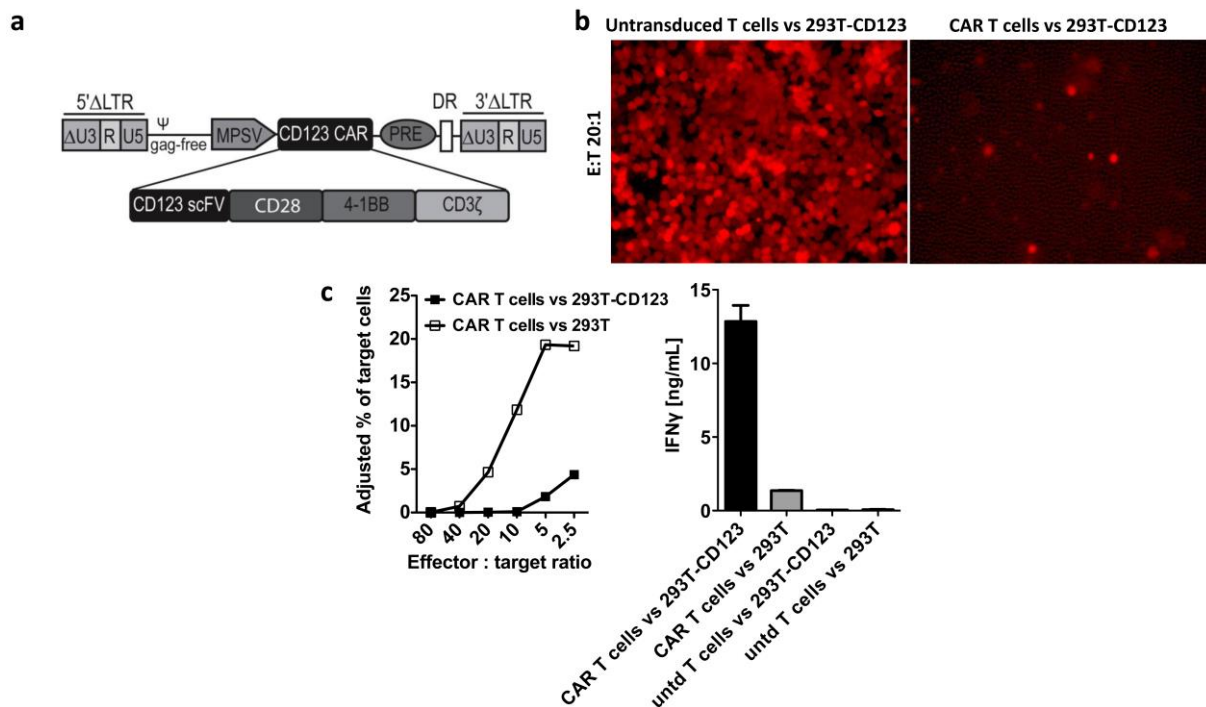 a
5'ΔLTR
ΔU3 R U5
Ψ
gag-free
MPSV
CD123 CAR
PRE
DR
3'ΔLTR
ΔU3 R U5
CD123 scFV CD28 4-1BB CD3ζ
b
Untransduced T cells vs 293T-CD123
CAR T cells vs 293T-CD123
E:T 20:1
c
CAR T cells vs 293T-CD123
CAR T cells vs 293T
Adjusted % of target cells
25
20
15
10
5
0
80 40 20 10 5 2.5
Effector : target ratio
IFNγ [ng/mL]
15
10
5
0
CAR T cells vs 293T-CD123
CAR T cells vs 293T
untd T cells vs 293T-CD123
untd T cells vs 293T